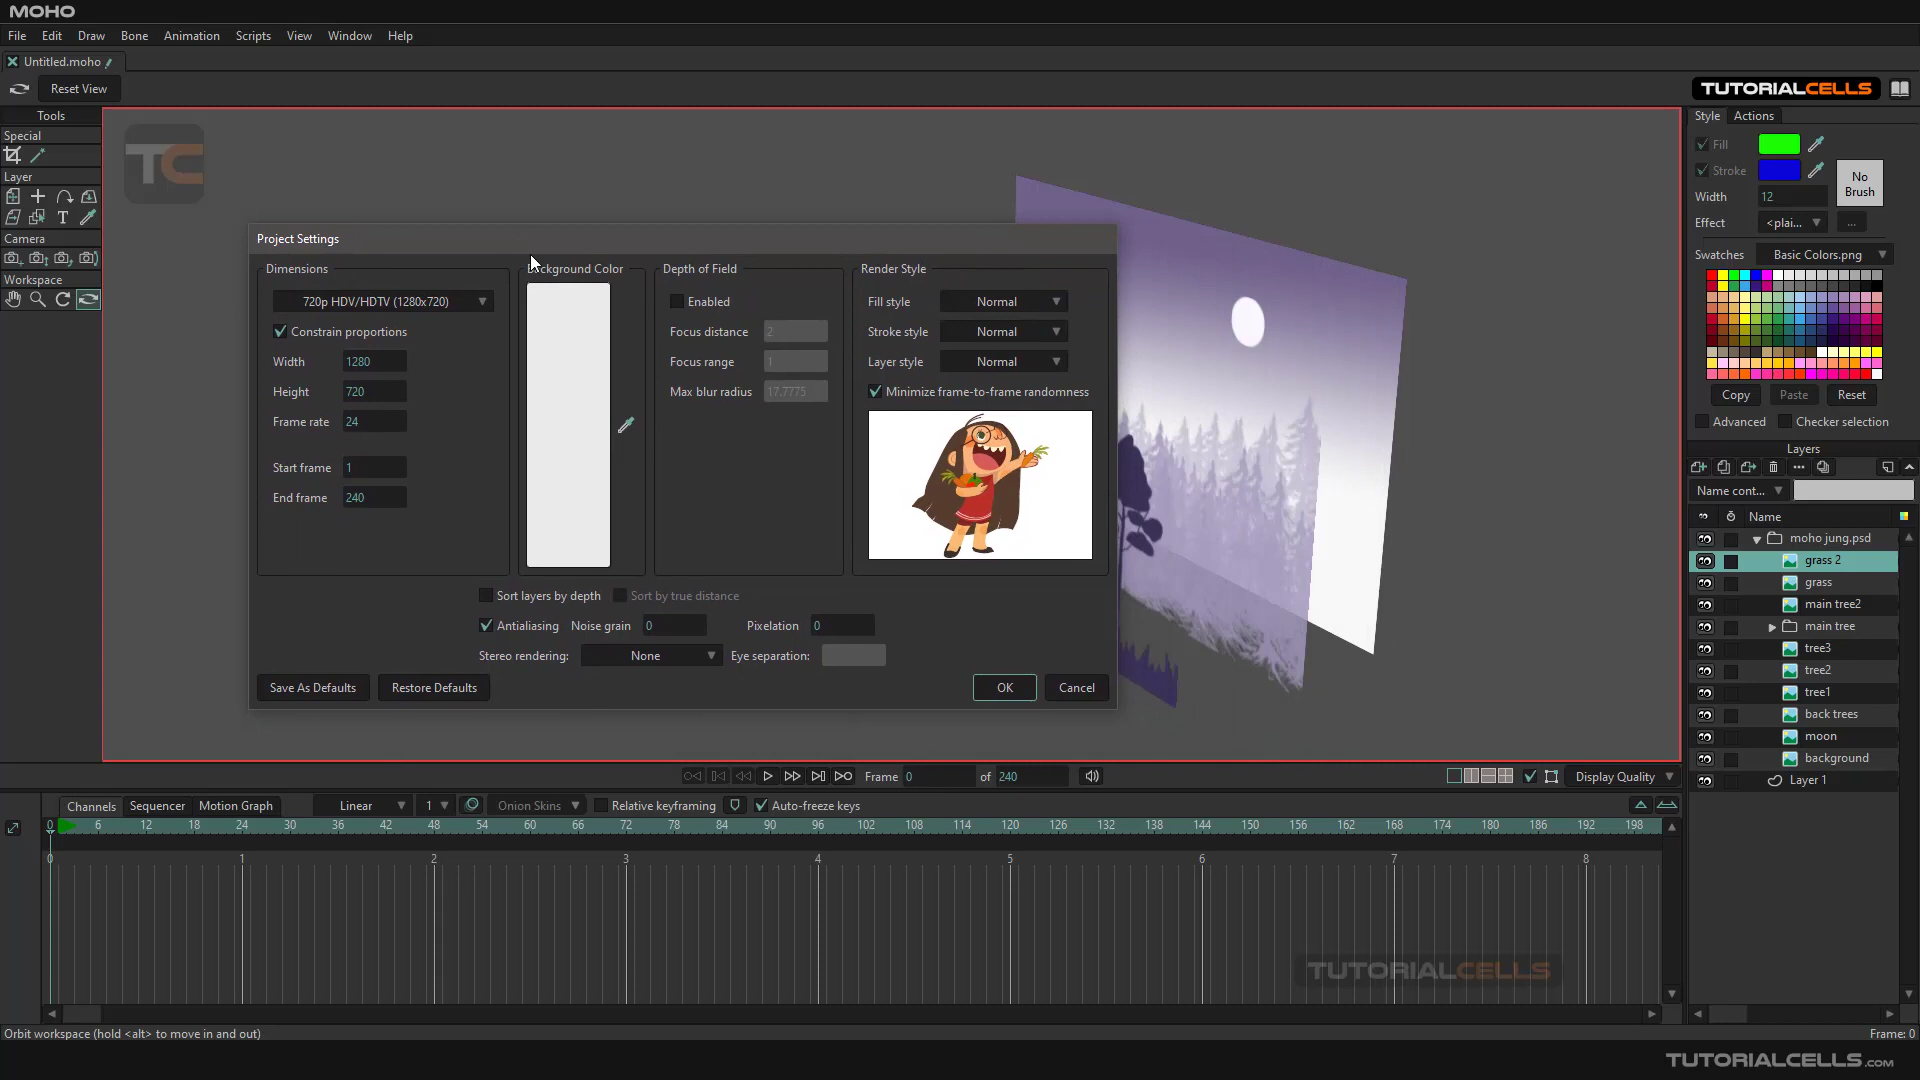 MOHO
File Edit Draw Bone Animation Scripts View Window Help
Untitled.moho
Reset View
TUTORIALCELLS
Tools
Special
Layer
Camera
Workspace
TC
Project Settings
Dimensions
720p HDV/HDTV (1280x720)
Constrain proportions
Width 1280
Height 720
Frame rate 24
Start frame 1
End frame 240
Background Color
Depth of Field
Enabled
Focus distance 2
Focus range 1
Max blur radius 17.7775
Render Style
Fill style Normal
Stroke style Normal
Layer style Normal
Minimize frame-to-frame randomness
Sort layers by depth Sort by true distance
Antialiasing Noise grain 0 Pixelation 0
Stereo rendering: None Eye separation:
Save As Defaults Restore Defaults OK Cancel
Style Actions
Fill
Stroke
No Brush
Width 12
Effect <plai... ...
Swatches Basic Colors.png
Copy Paste Reset
Advanced Checker selection
Layers
Name cont...
Name
moho jung.psd
grass 2
grass
main tree2
main tree
tree3
tree2
tree1
back trees
moon
background
Layer 1
Frame 0 of 240
Display Quality
Channels Sequencer Motion Graph Linear 1 Onion Skins Relative keyframing Auto-freeze keys
0 6 12 18 24 30 36 42 48 54 60 66 72 78 84 90 96 102 108 114 120 126 132 138 144 150 156 162 168 174 180 186 192 198
0 1 2 3 4 5 6 7 8
TUTORIALCELLS
Orbit workspace (hold <alt> to move in and out)
Frame: 0
TUTORIALCELLS.COM